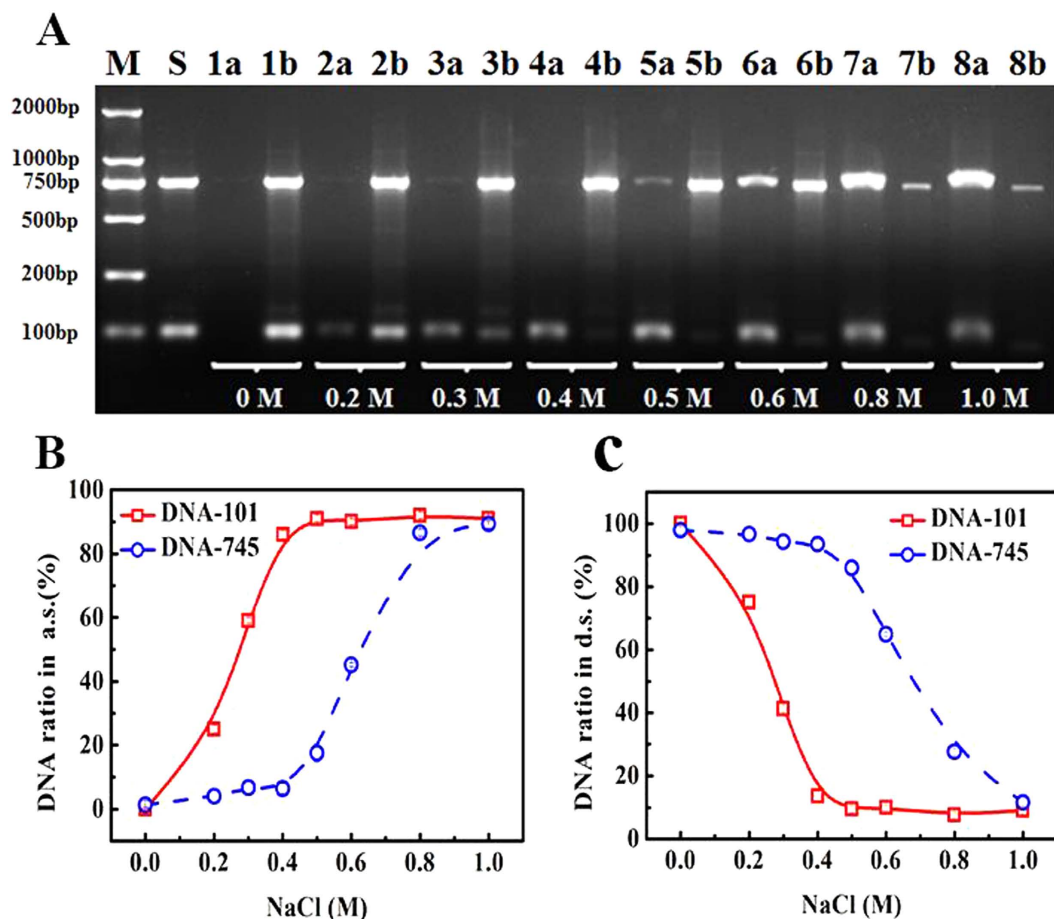 A
M S 1a 1b 2a 2b 3a 3b 4a 4b 5a 5b 6a 6b 7a 7b 8a 8b
2000bp
1000bp
750bp
500bp
200bp
100bp
0 M 0.2 M 0.3 M 0.4 M 0.5 M 0.6 M 0.8 M 1.0 M
B
DNA ratio in a.s.(%)
100
80
60
40
20
0
DNA-101
DNA-745
0.0 0.2 0.4 0.6 0.8 1.0
NaCl (M)
C
DNA ratio in d.s. (%)
100
80
60
40
20
0
DNA-101
DNA-745
0.0 0.2 0.4 0.6 0.8 1.0
NaCl (M)